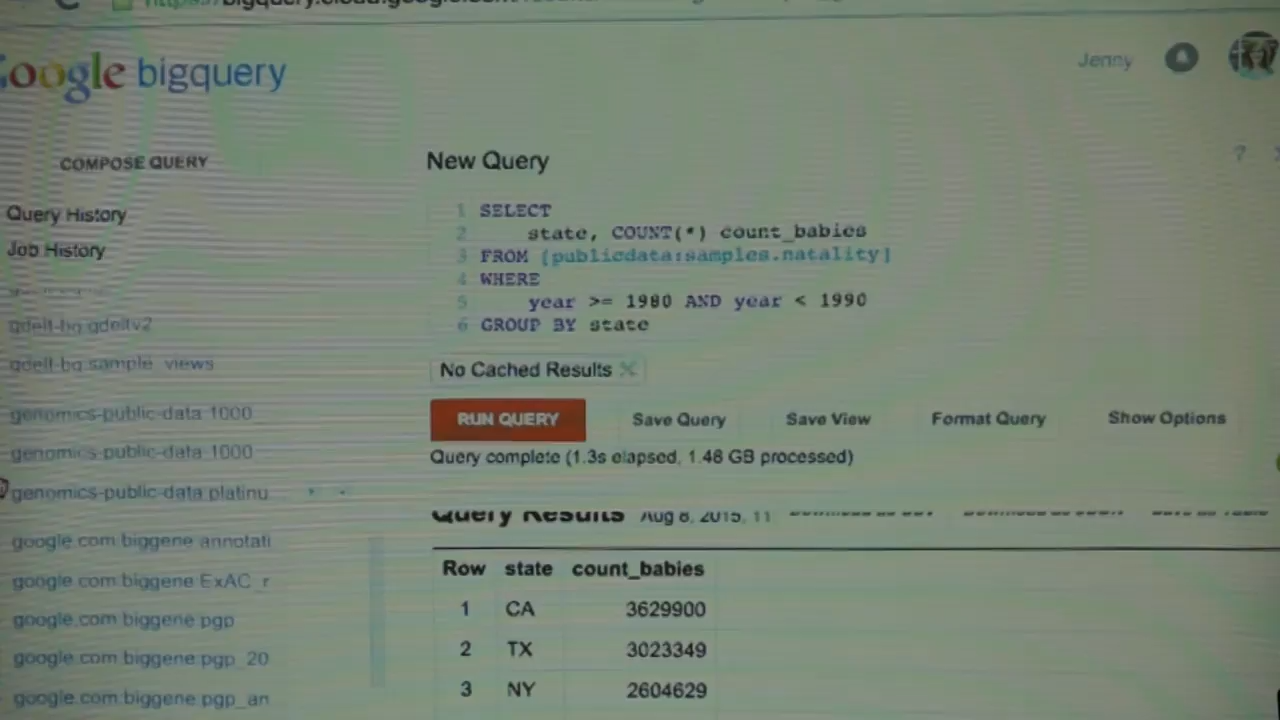 Google bigquery
Jenny
COMPOSE QUERY
Query History
Job History
gdelt-bq:gdeltv2
gdelt-bq:sample_views
genomics-public-data:1000
genomics-public-data:1000
genomics-public-data:platinu
google.com:biggene:annotati
google.com:biggene:ExAC_r
google.com:biggene:pgp
google.com:biggene:pgp_20
google.com:biggene:pgp_an
New Query
?
1 SELECT
2 state, COUNT(*) count_babies
3 FROM [publicdata:samples.natality]
4 WHERE
5 year >= 1980 AND year < 1990
6 GROUP BY state
No Cached Results X
RUN QUERY Save Query Save View Format Query Show Options
Query complete (1.3s elapsed, 1.48 GB processed)
Query Results Aug 8, 2015, 11
Row state count_babies
1 CA 3629900
2 TX 3023349
3 NY 2604629